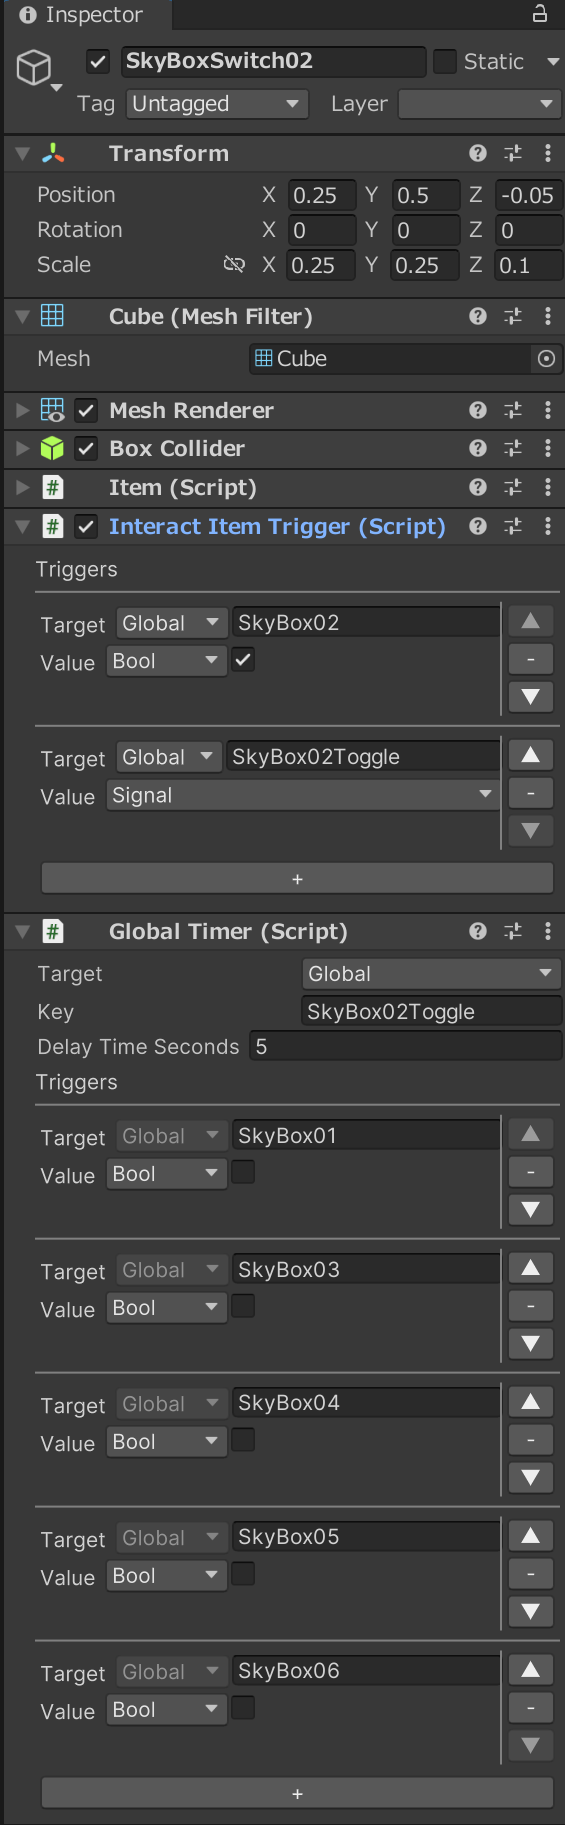 Inspector
SkyBoxSwitch02 Static
Tag Untagged Layer
Transform
Position X 0.25 Y 0.5 Z -0.05
Rotation X 0 Y 0 Z 0
Scale X 0.25 Y 0.25 Z 0.1
Cube (Mesh Filter)
Mesh Cube
Mesh Renderer
Box Collider
# Item (Script)
# Interact Item Trigger (Script)
Triggers
Target Global SkyBox02
Value Bool
-
Target Global SkyBox02Toggle
Value Signal
-
+
# Global Timer (Script)
Target Global
Key SkyBox02Toggle
Delay Time Seconds 5
Triggers
Target Global SkyBox01
Value Bool
-
Target Global SkyBox03
Value Bool
-
Target Global SkyBox04
Value Bool
-
Target Global SkyBox05
Value Bool
-
Target Global SkyBox06
Value Bool
-
+